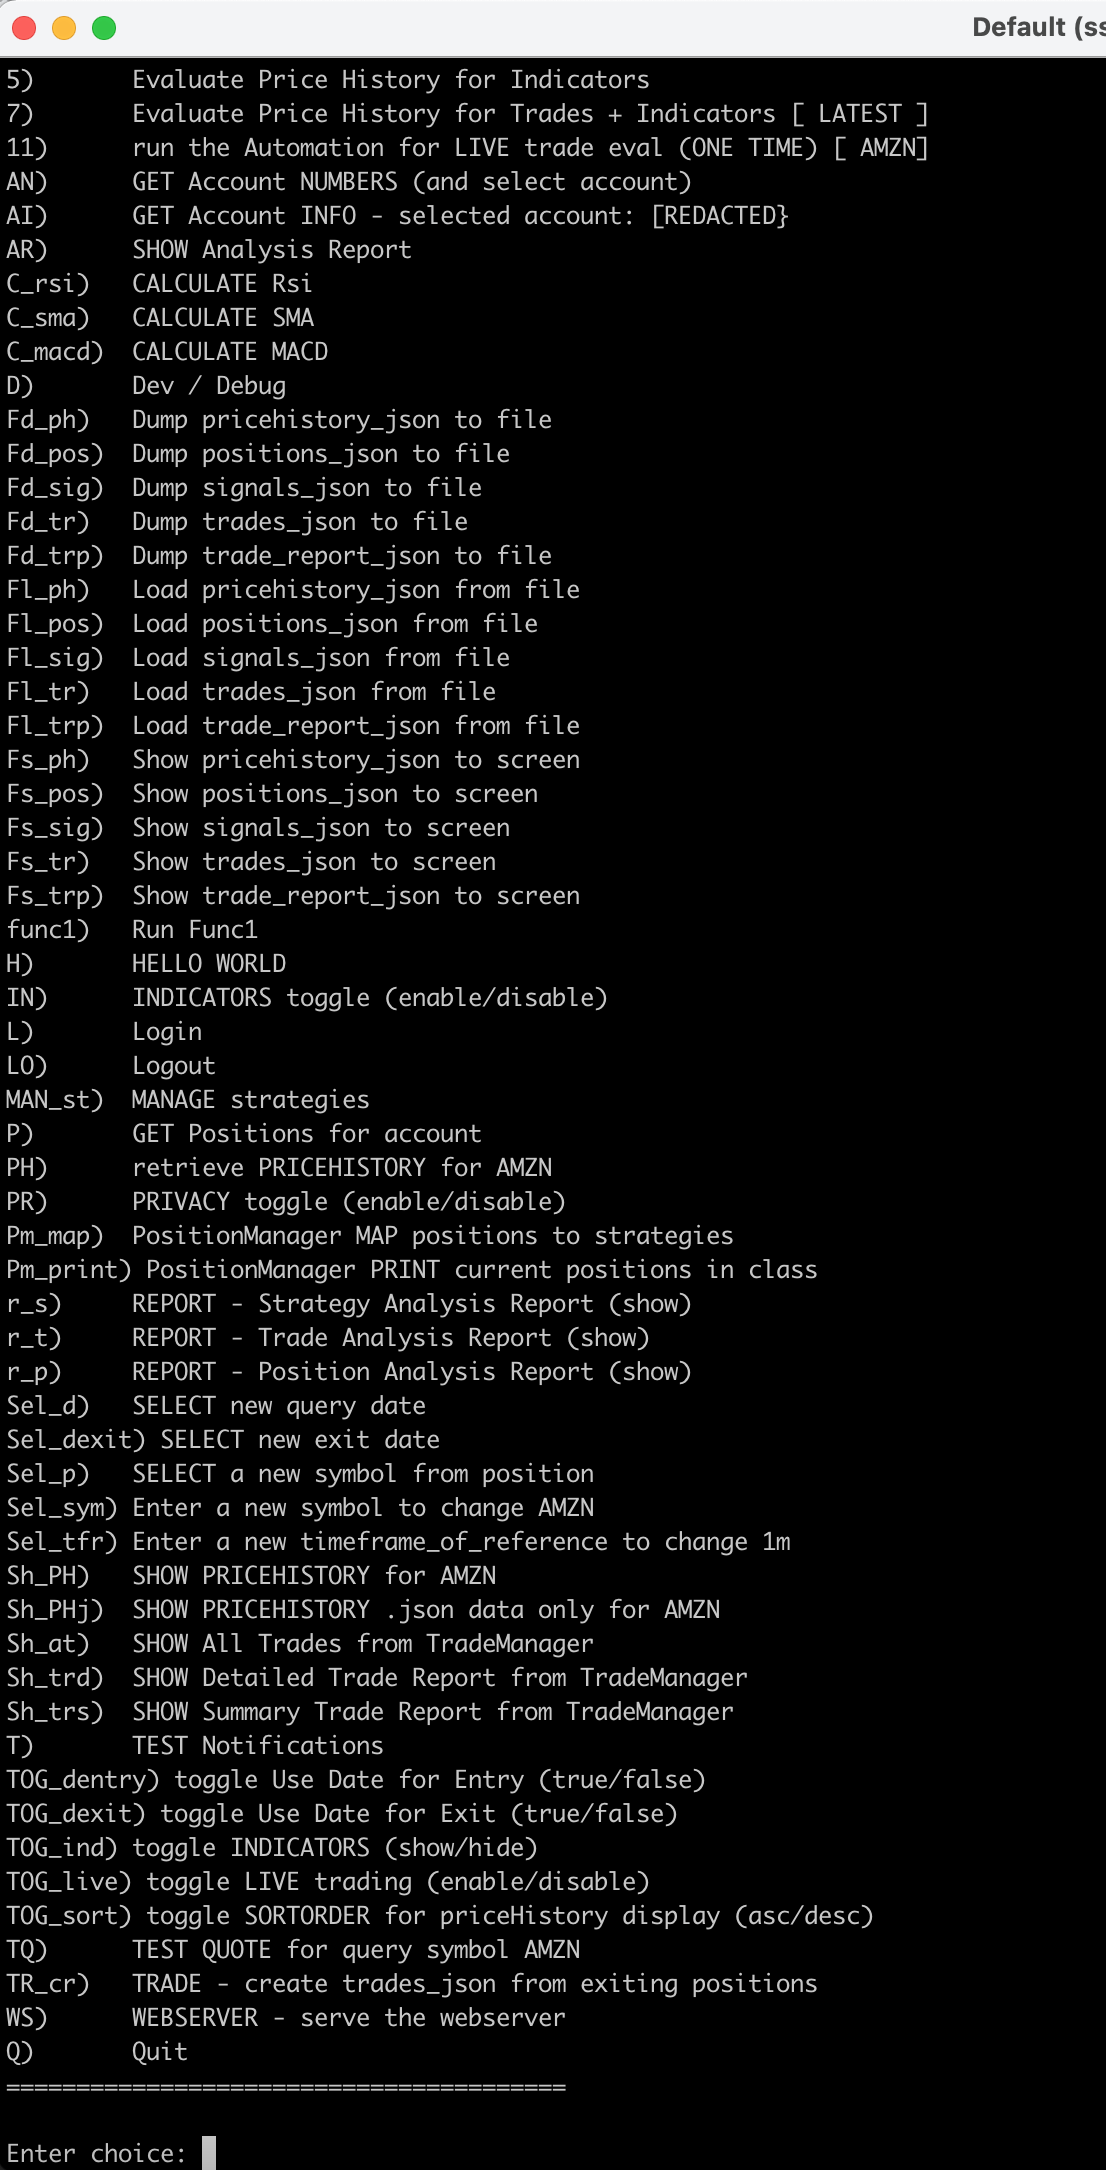 Default (ss
5)       Evaluate Price History for Indicators
7)       Evaluate Price History for Trades + Indicators [ LATEST ]
11)      run the Automation for LIVE trade eval (ONE TIME) [ AMZN]
AN)      GET Account NUMBERS (and select account)
AI)      GET Account INFO - selected account: [REDACTED}
AR)      SHOW Analysis Report
C_rsi)   CALCULATE Rsi
C_sma)   CALCULATE SMA
C_macd)  CALCULATE MACD
D)       Dev / Debug
Fd_ph)   Dump pricehistory_json to file
Fd_pos)  Dump positions_json to file
Fd_sig)  Dump signals_json to file
Fd_tr)   Dump trades_json to file
Fd_trp)  Dump trade_report_json to file
Fl_ph)   Load pricehistory_json from file
Fl_pos)  Load positions_json from file
Fl_sig)  Load signals_json from file
Fl_tr)   Load trades_json from file
Fl_trp)  Load trade_report_json from file
Fs_ph)   Show pricehistory_json to screen
Fs_pos)  Show positions_json to screen
Fs_sig)  Show signals_json to screen
Fs_tr)   Show trades_json to screen
Fs_trp)  Show trade_report_json to screen
func1)   Run Func1
H)       HELLO WORLD
IN)      INDICATORS toggle (enable/disable)
L)       Login
LO)      Logout
MAN_st)  MANAGE strategies
P)       GET Positions for account
PH)      retrieve PRICEHISTORY for AMZN
PR)      PRIVACY toggle (enable/disable)
Pm_map)  PositionManager MAP positions to strategies
Pm_print) PositionManager PRINT current positions in class
r_s)     REPORT - Strategy Analysis Report (show)
r_t)     REPORT - Trade Analysis Report (show)
r_p)     REPORT - Position Analysis Report (show)
Sel_d)   SELECT new query date
Sel_dexit) SELECT new exit date
Sel_p)   SELECT a new symbol from position
Sel_sym) Enter a new symbol to change AMZN
Sel_tfr) Enter a new timeframe_of_reference to change 1m
Sh_PH)   SHOW PRICEHISTORY for AMZN
Sh_PHj)  SHOW PRICEHISTORY .json data only for AMZN
Sh_at)   SHOW All Trades from TradeManager
Sh_trd)  SHOW Detailed Trade Report from TradeManager
Sh_trs)  SHOW Summary Trade Report from TradeManager
T)       TEST Notifications
TOG_dentry) toggle Use Date for Entry (true/false)
TOG_dexit) toggle Use Date for Exit (true/false)
TOG_ind) toggle INDICATORS (show/hide)
TOG_live) toggle LIVE trading (enable/disable)
TOG_sort) toggle SORTORDER for priceHistory display (asc/desc)
TQ)      TEST QUOTE for query symbol AMZN
TR_cr)   TRADE - create trades_json from exiting positions
WS)      WEBSERVER - serve the webserver
Q)       Quit
========================================
Enter choice: